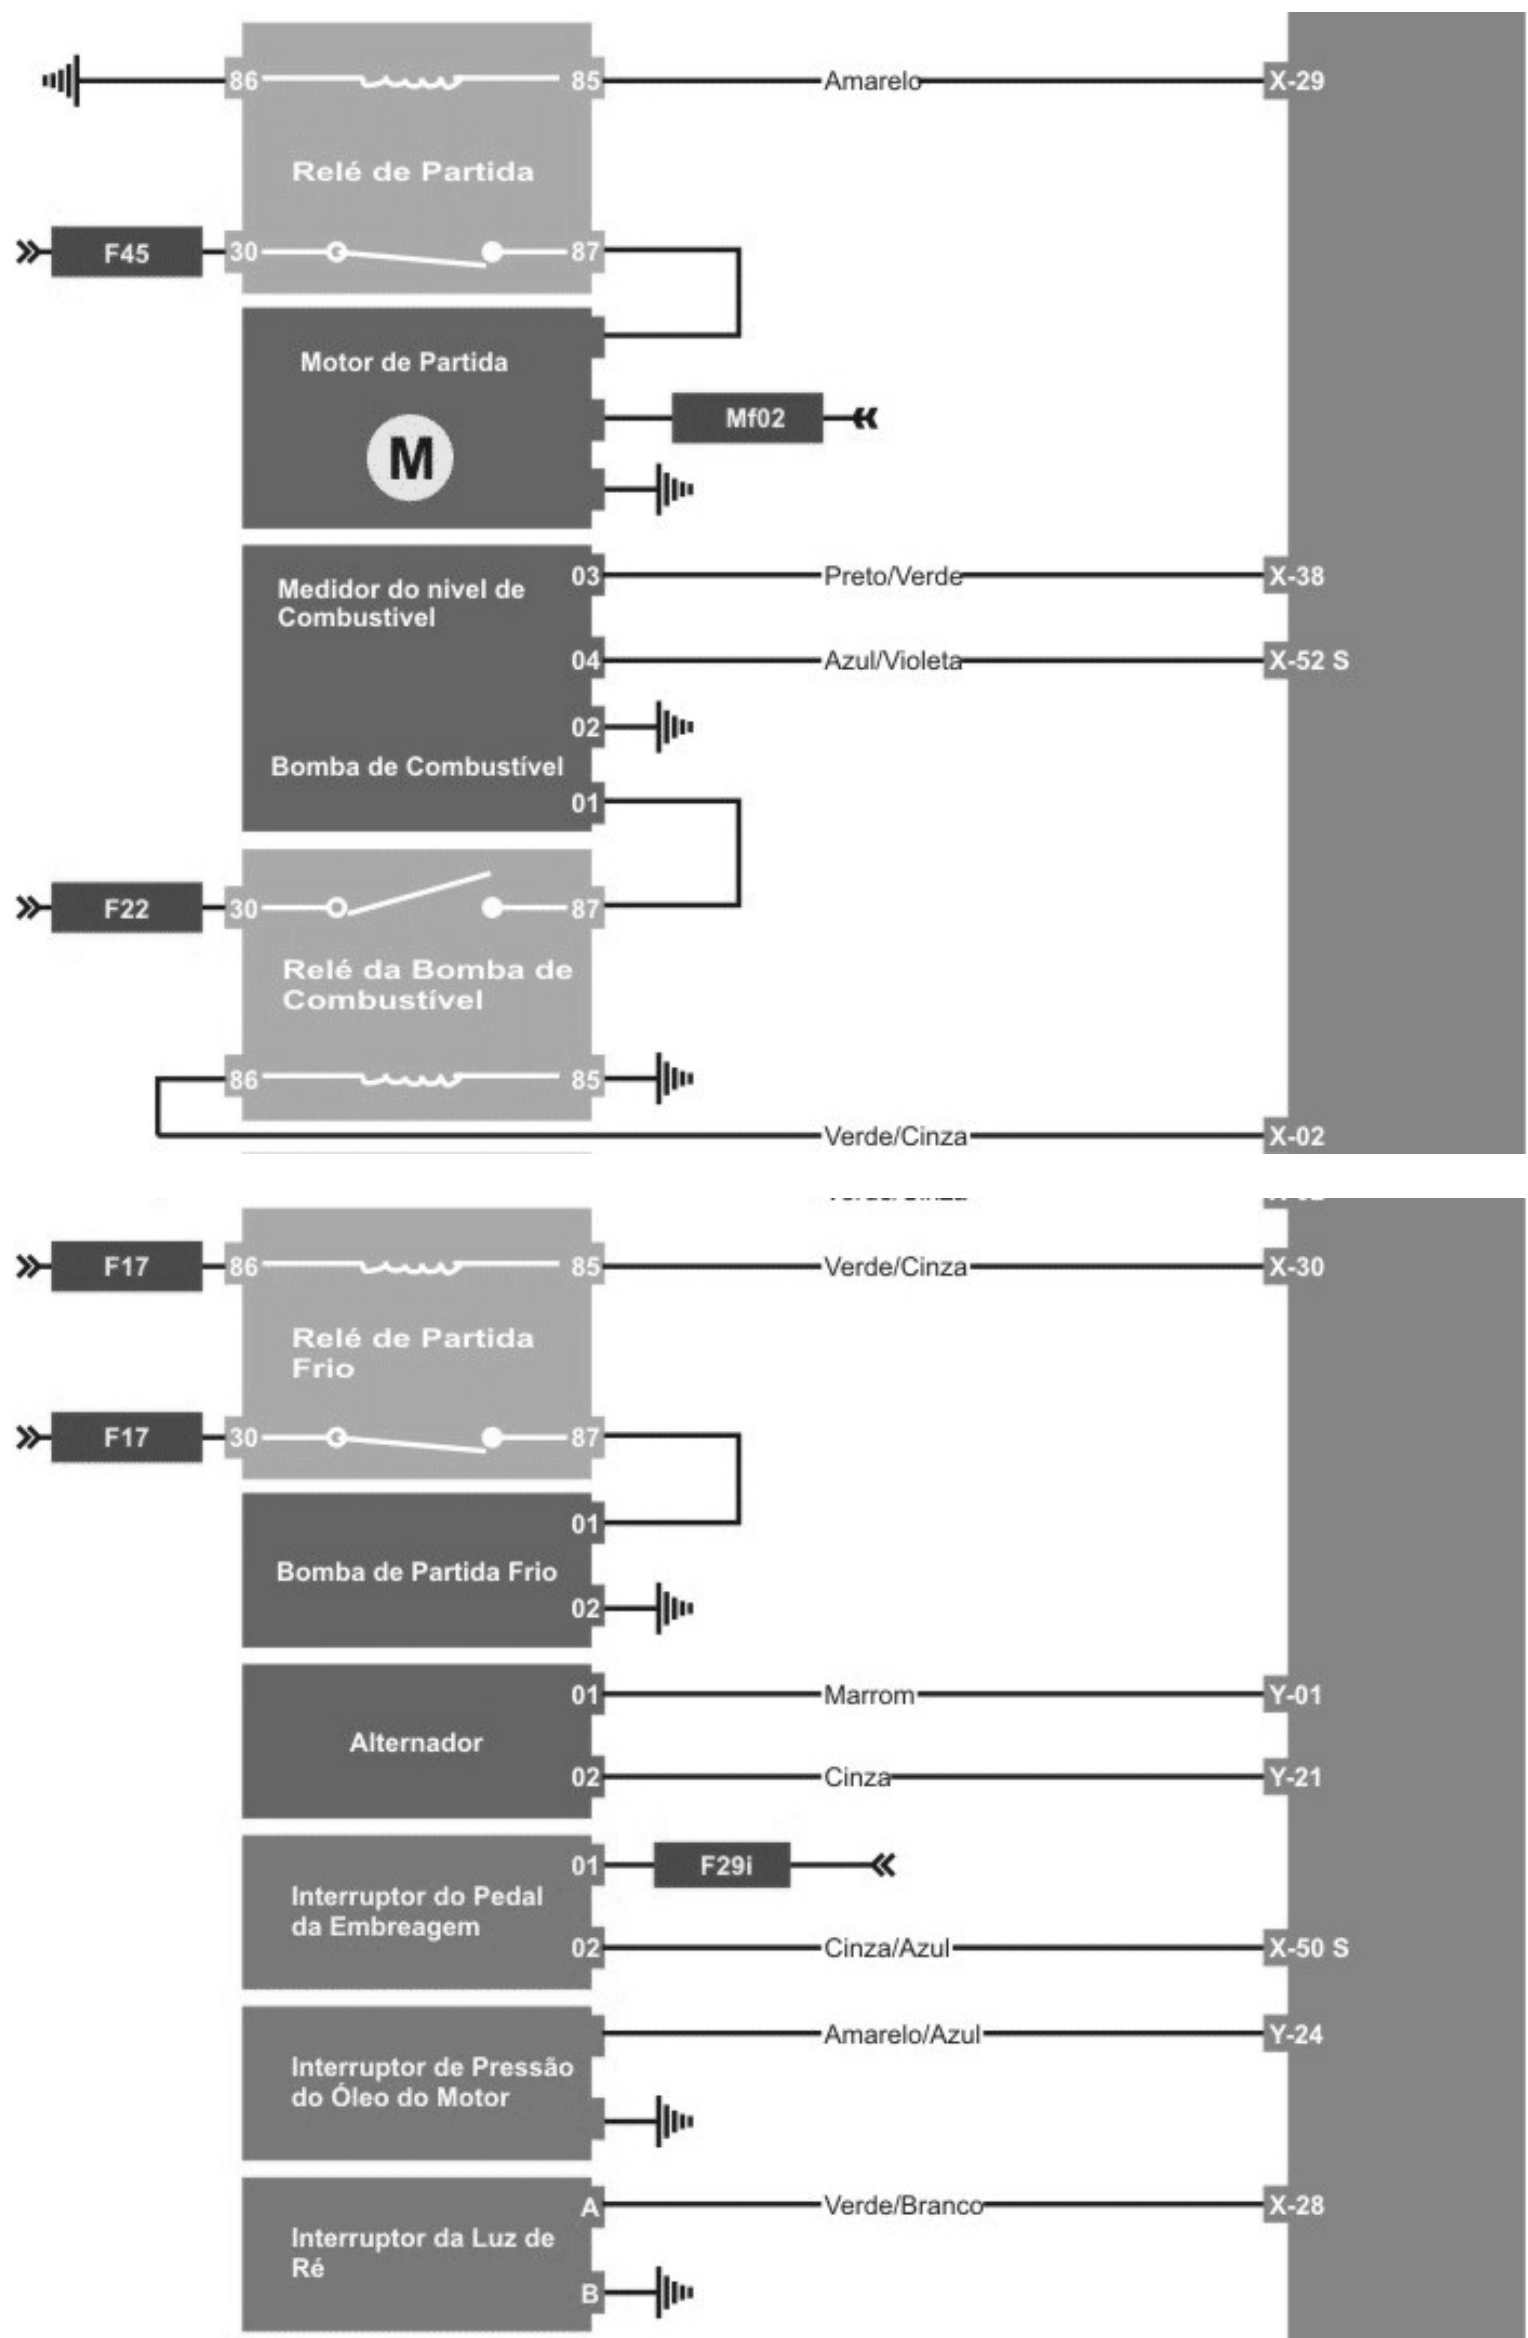 86
85
Amarelo
X-29
Relé de Partida
F45
30
87
Motor de Partida
M
Mf02
03
Preto/Verde
X-38
Medidor do nivel de
Combustivel
04
Azul/Violeta
X-52 S
02
Bomba de Combustível
01
F22
30
87
Relé da Bomba de
Combustível
86
85
Verde/Cinza
X-02
F17
86
85
Verde/Cinza
X-30
Relé de Partida
Frio
F17
30
87
01
Bomba de Partida Frio
02
01
Marrom
Y-01
Alternador
02
Cinza
Y-21
01
F29i
Interruptor do Pedal
da Embreagem
02
Cinza/Azul
X-50 S
Amarelo/Azul
Y-24
Interruptor de Pressão
do Óleo do Motor
A
Verde/Branco
X-28
Interruptor da Luz de
Ré
B